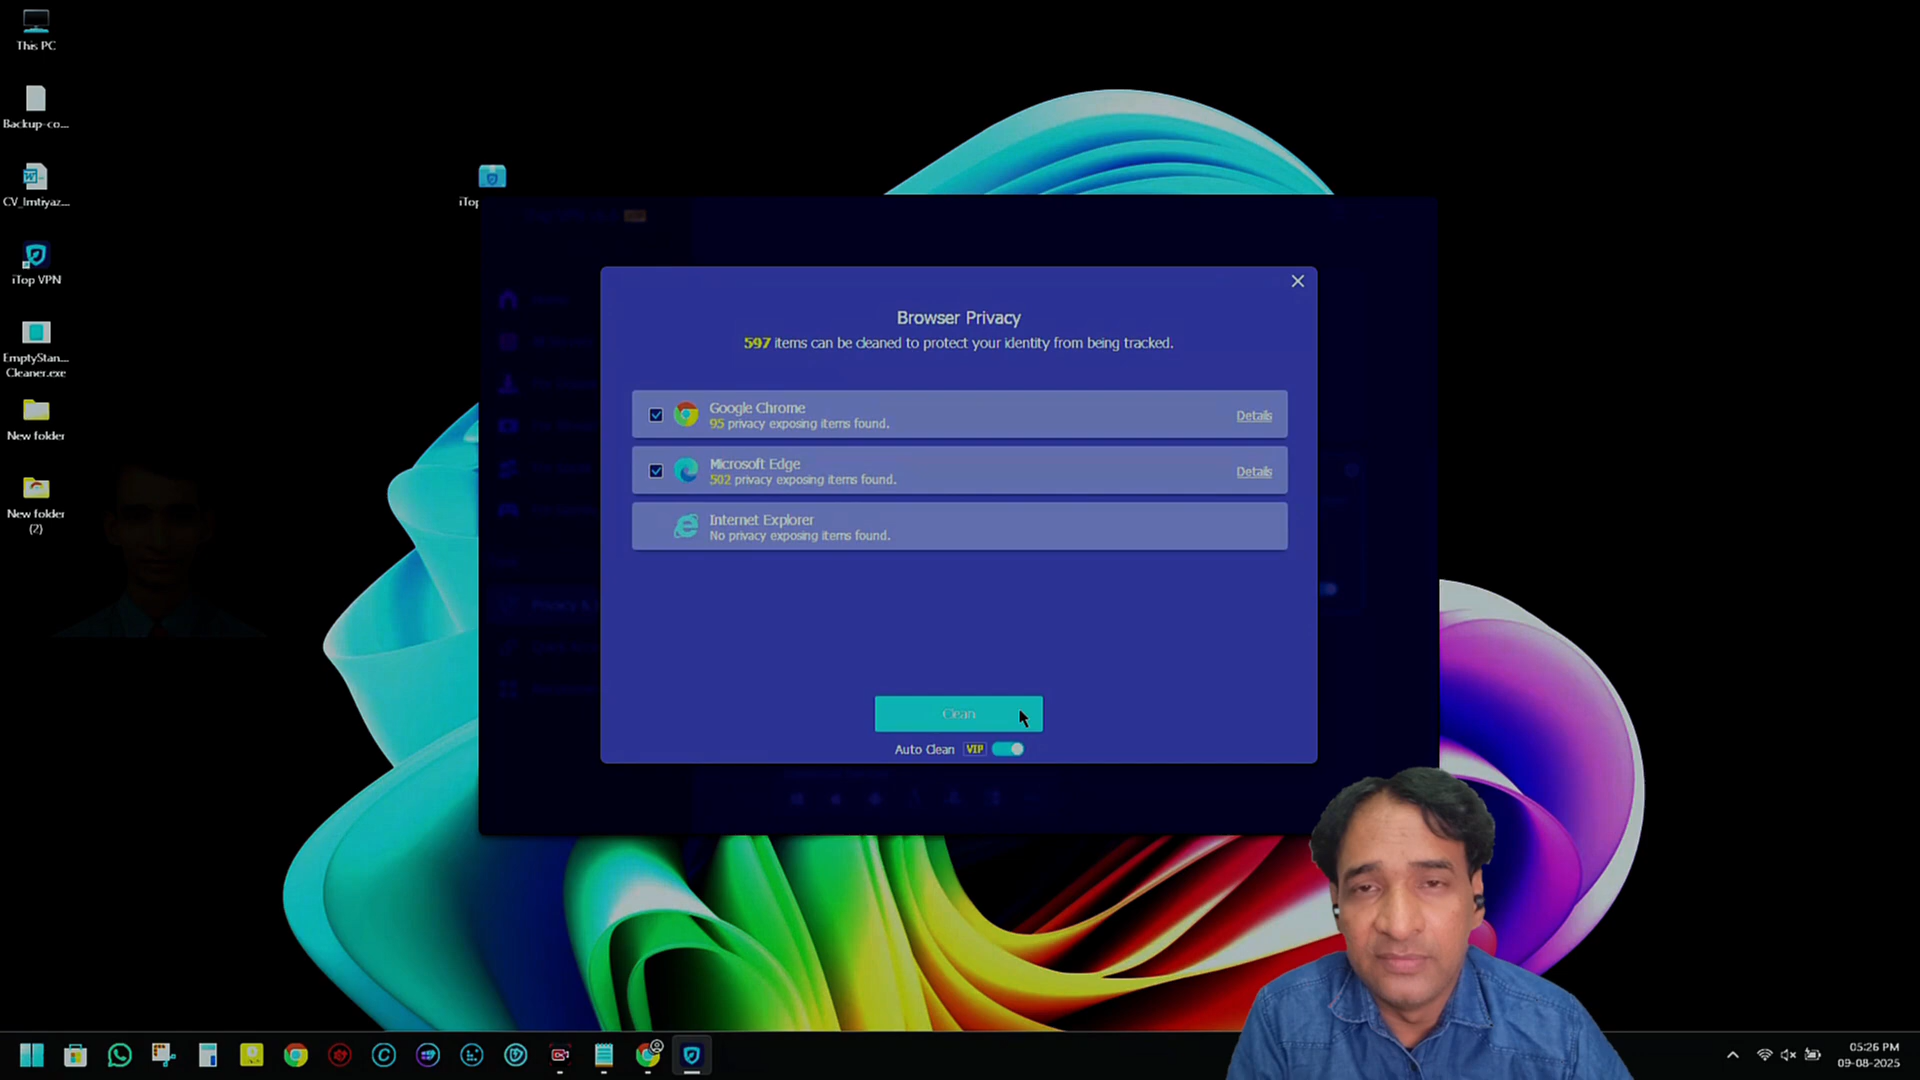 This PC
Backup-co...
CV_Imtiyaz...
iTop VPN
EmptyStan...
Cleaner.exe
New folder
New folder
(2)
iTop
VIP
Browser Privacy
597 items can be cleaned to protect your identity from being tracked.
Google Chrome
95 privacy exposing items found.
Details
Microsoft Edge
502 privacy exposing items found.
Details
Internet Explorer
No privacy exposing items found.
Clean
Auto Clean VIP
Privacy &
05:26 PM
09-08-2025